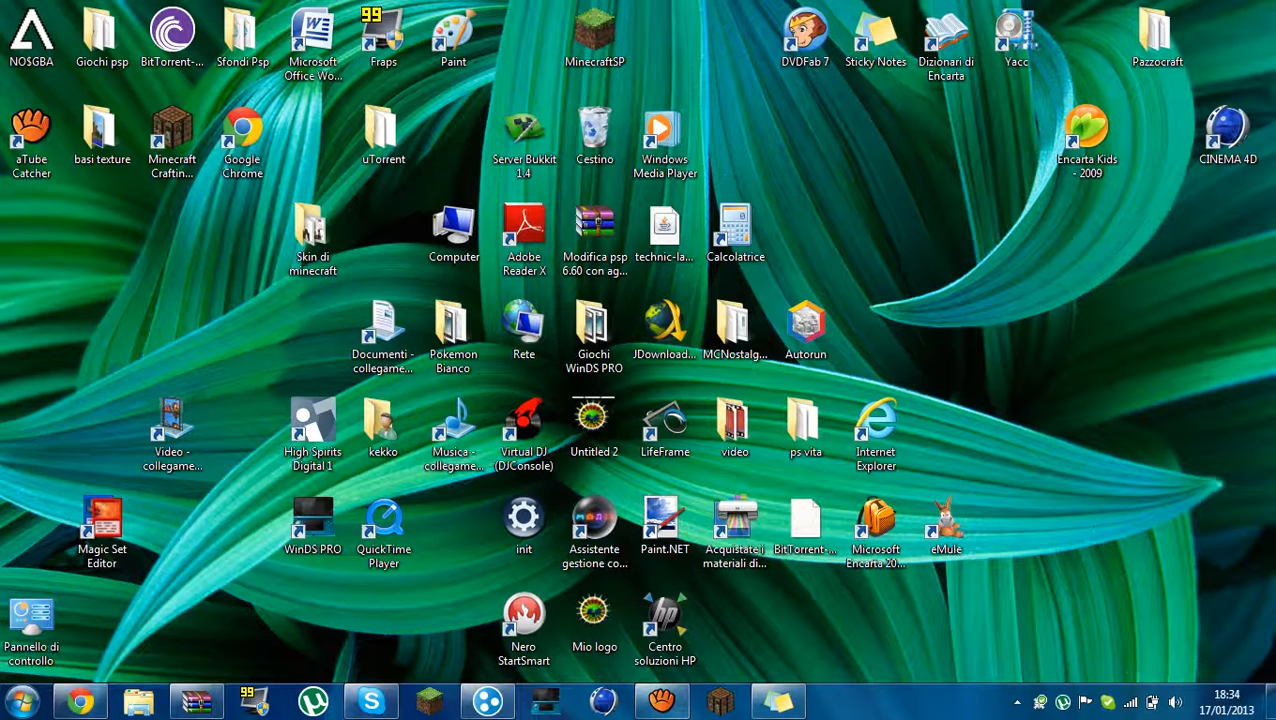 NO$GBA
Giochi psp
BitTorrent-...
Sfondi Psp
Microsoft
Office Wo...
99
Fraps
Paint
MinecraftSP
DVDFab 7
Sticky Notes
Dizionari di
Encarta
Yacc
Pazzocraft
aTube
Catcher
basi texture
Minecraft
Craftin...
Google
Chrome
uTorrent
Server Bukkit
1.4
Cestino
Windows
Media Player
Encarta Kids
- 2009
CINEMA 4D
Skin di
minecraft
Computer
Adobe
Reader X
Modifica psp
6.60 con ag...
technic-la...
Calcolatrice
Documenti -
collegame...
Pokemon
Bianco
Rete
Giochi
WinDS PRO
JDownload...
MCNostalg...
Autorun
Video -
collegame...
High Spirits
Digital 1
kekko
Musica -
collegame...
Virtual DJ
(DJConsole)
Untitled 2
LifeFrame
video
ps vita
Internet
Explorer
Magic Set
Editor
WinDS PRO
QuickTime
Player
init
Assistente
gestione co...
Paint.NET
Acquistate i
materiali di...
BitTorrent-...
Microsoft
Encarta 20...
eMule
Pannello di
controllo
Nero
StartSmart
Mio logo
hp
Centro
soluzioni HP
99
18:34
17/01/2013